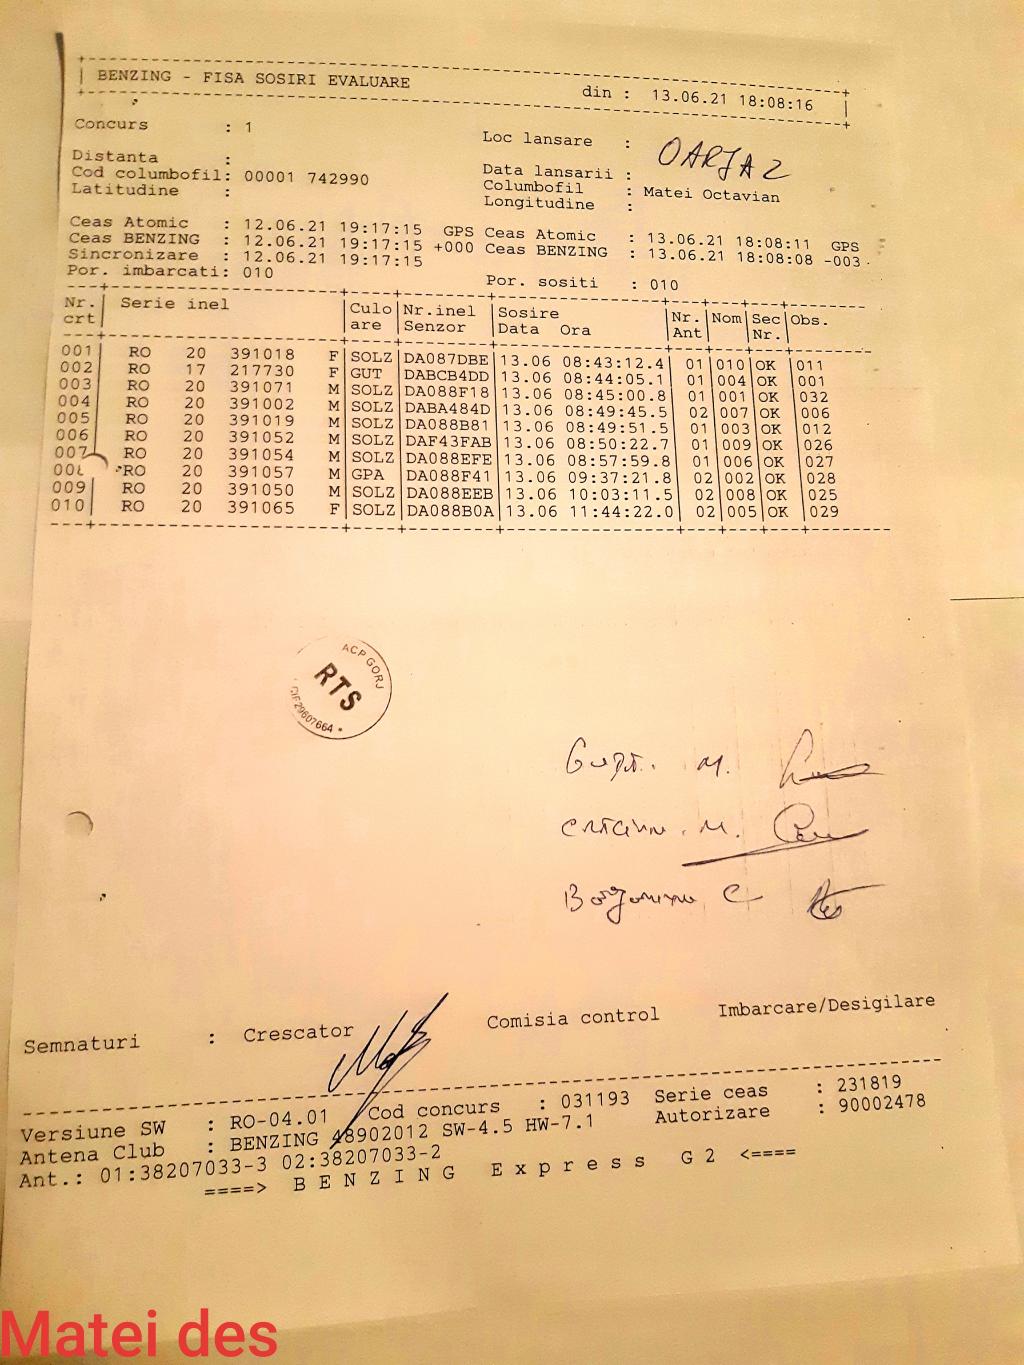 BENZING - FISA SOSIRI EVALUARE din : 13.06.21 18:08:16
Concurs : 1 Loc lansare : OARJA 2
Distanta : Data lansarii :
Cod columbofil: 00001 742990 Columbofil : Matei Octavian
Latitudine : Longitudine :
Ceas Atomic : 12.06.21 19:17:15 GPS Ceas Atomic : 13.06.21 18:08:11 GPS
Ceas BENZING : 12.06.21 19:17:15 +000 Ceas BENZING : 13.06.21 18:08:08 -003
Sincronizare : 12.06.21 19:17:15
Por. imbarcati: 010 Por. sositi : 010
Nr. Serie inel Culo Nr.inel Sosire Nr. Nom Sec Obs.
crt are Senzor Data Ora Ant Nr.
001 RO 20 391018 F SOLZ DA087DBE 13.06 08:43:12.4 01 010 OK 011
002 RO 17 217730 F GUT DABCB4DD 13.06 08:44:05.1 01 004 OK 001
003 RO 20 391071 M SOLZ DA088F18 13.06 08:45:00.8 01 001 OK 032
004 RO 20 391002 M SOLZ DABA484D 13.06 08:49:45.5 02 007 OK 006
005 RO 20 391019 M SOLZ DA088B81 13.06 08:49:51.5 01 003 OK 012
006 RO 20 391052 M SOLZ DAF43FAB 13.06 08:50:22.7 01 009 OK 026
007 RO 20 391054 M SOLZ DA088EFE 13.06 08:57:59.8 01 006 OK 027
008 RO 20 391057 M GPA DA088F41 13.06 09:37:21.8 02 002 OK 028
009 RO 20 391050 M SOLZ DA088EEB 13.06 10:03:11.5 02 008 OK 025
010 RO 20 391065 F SOLZ DA088B0A 13.06 11:44:22.0 02 005 OK 029
ACP GORJ
RTS
CIF29607664 *
M.
M.
C
Semnaturi : Crescator Comisia control Imbarcare/Desigilare
Versiune SW : RO-04.01 Cod concurs : 031193 Serie ceas : 231819
Antena Club : BENZING 48902012 SW-4.5 HW-7.1 Autorizare : 90002478
Ant.: 01:38207033-3 02:38207033-2
====> B E N Z I N G E x p r e s s G 2 <====
Matei des